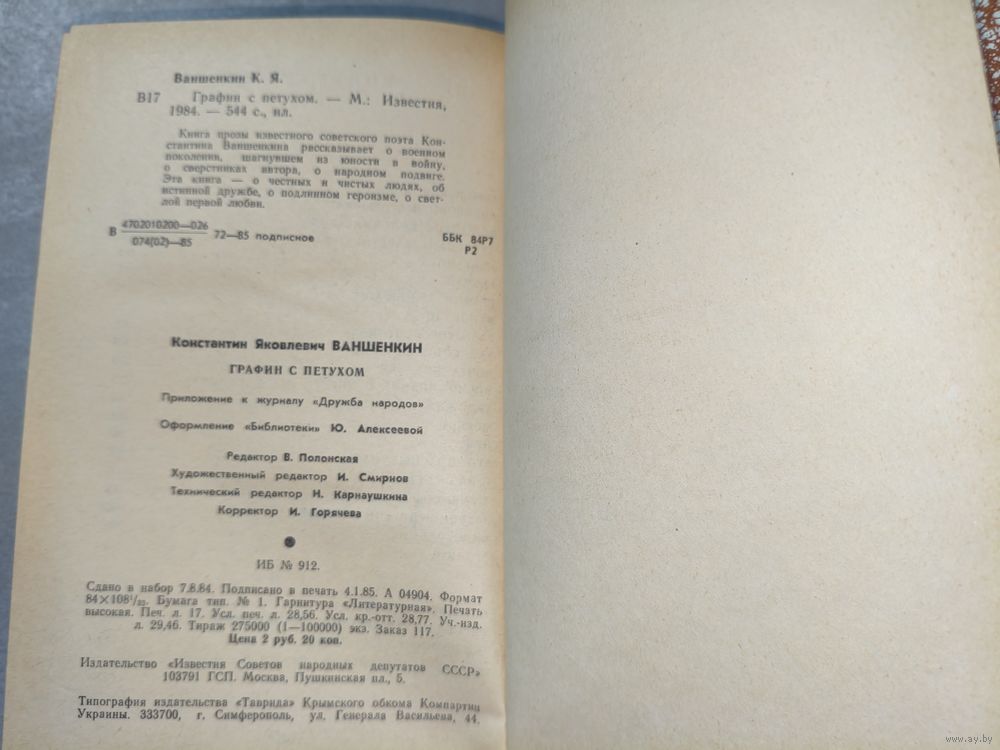 Ваншенкин К. Я.
В17 Графин с петухом. — М.: Известия,
1984. — 544 с., ил.
Книга прозы известного советского поэта Кон-
стантина Ваншенкина рассказывает о военном
поколении, шагнувшем из юности в войну,
о сверстниках автора, о народном подвиге.
Эта книга — о честных и чистых людях, об
истинной дружбе, о подлинном героизме, о свет-
лой первой любви.
В 4702010200—026
074(02)—85 72—85 подписное
ББК 84Р7
Р2
Константин Яковлевич ВАНШЕНКИН
ГРАФИН С ПЕТУХОМ
Приложение к журналу «Дружба народов»
Оформление «Библиотеки» Ю. Алексеевой
Редактор В. Полонская
Художественный редактор И. Смирнов
Технический редактор Н. Карнаушкина
Корректор И. Горячева
ИБ № 912.
Сдано в набор 7.8.84. Подписано в печать 4.1.85. А 04904. Формат
84×108¹/₃₂. Бумага тип. № 1. Гарнитура «Литературная». Печать
высокая. Печ. л. 17. Усл. печ. л. 28,56. Усл. кр.-отт. 28,77. Уч.-изд.
л. 29,46. Тираж 275000 (1—100000) экз. Заказ 117.
Цена 2 руб. 20 коп.
Издательство «Известия Советов народных депутатов СССР»
103791 ГСП. Москва, Пушкинская пл., 5.
Типография издательства «Таврида» Крымского обкома Компартии
Украины. 333700, г. Симферополь, ул. Генерала Васильева, 44.
www.ay.by